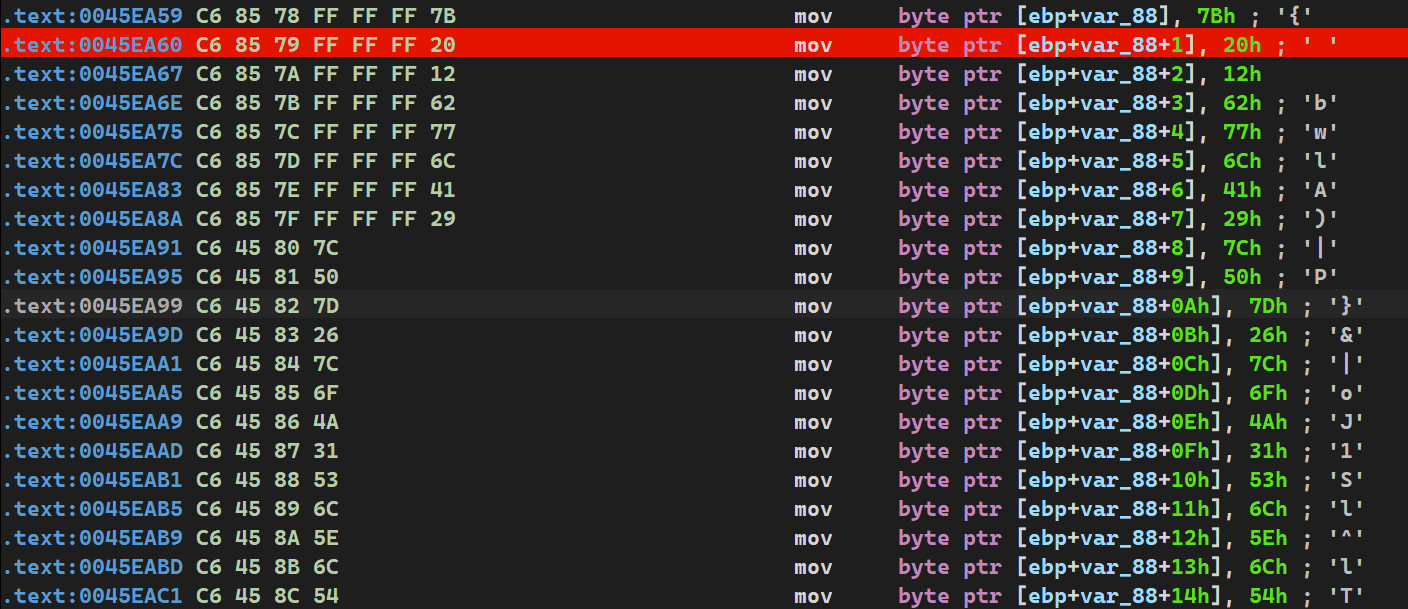 .text:0045EA59 C6 85 78 FF FF FF 7B mov byte ptr [ebp+var_88], 7Bh ; '{'
.text:0045EA60 C6 85 79 FF FF FF 20 mov byte ptr [ebp+var_88+1], 20h ; ' '
.text:0045EA67 C6 85 7A FF FF FF 12 mov byte ptr [ebp+var_88+2], 12h
.text:0045EA6E C6 85 7B FF FF FF 62 mov byte ptr [ebp+var_88+3], 62h ; 'b'
.text:0045EA75 C6 85 7C FF FF FF 77 mov byte ptr [ebp+var_88+4], 77h ; 'w'
.text:0045EA7C C6 85 7D FF FF FF 6C mov byte ptr [ebp+var_88+5], 6Ch ; 'l'
.text:0045EA83 C6 85 7E FF FF FF 41 mov byte ptr [ebp+var_88+6], 41h ; 'A'
.text:0045EA8A C6 85 7F FF FF FF 29 mov byte ptr [ebp+var_88+7], 29h ; ')'
.text:0045EA91 C6 45 80 7C mov byte ptr [ebp+var_88+8], 7Ch ; '|'
.text:0045EA95 C6 45 81 50 mov byte ptr [ebp+var_88+9], 50h ; 'P'
.text:0045EA99 C6 45 82 7D mov byte ptr [ebp+var_88+0Ah], 7Dh ; '}'
.text:0045EA9D C6 45 83 26 mov byte ptr [ebp+var_88+0Bh], 26h ; '&'
.text:0045EAA1 C6 45 84 7C mov byte ptr [ebp+var_88+0Ch], 7Ch ; '|'
.text:0045EAA5 C6 45 85 6F mov byte ptr [ebp+var_88+0Dh], 6Fh ; 'o'
.text:0045EAA9 C6 45 86 4A mov byte ptr [ebp+var_88+0Eh], 4Ah ; 'J'
.text:0045EAAD C6 45 87 31 mov byte ptr [ebp+var_88+0Fh], 31h ; '1'
.text:0045EAB1 C6 45 88 53 mov byte ptr [ebp+var_88+10h], 53h ; 'S'
.text:0045EAB5 C6 45 89 6C mov byte ptr [ebp+var_88+11h], 6Ch ; 'l'
.text:0045EAB9 C6 45 8A 5E mov byte ptr [ebp+var_88+12h], 5Eh ; '^'
.text:0045EABD C6 45 8B 6C mov byte ptr [ebp+var_88+13h], 6Ch ; 'l'
.text:0045EAC1 C6 45 8C 54 mov byte ptr [ebp+var_88+14h], 54h ; 'T'